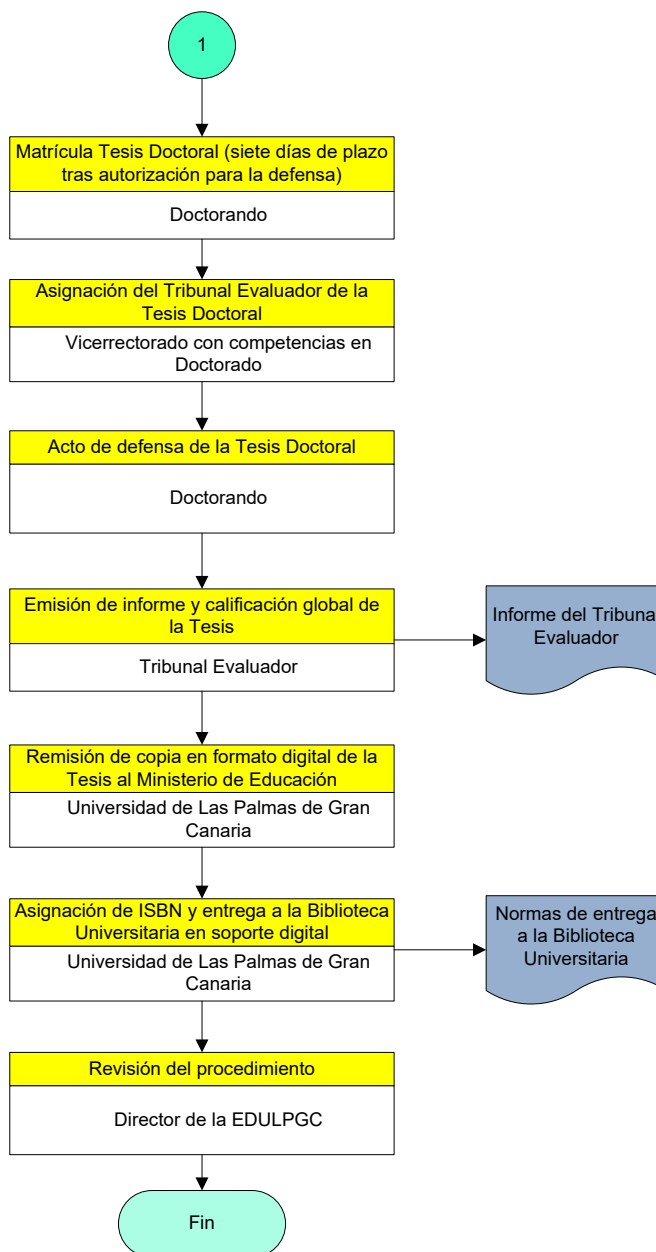 1
Matrícula Tesis Doctoral (siete días de plazo
tras autorización para la defensa)
Doctorando
Asignación del Tribunal Evaluador de la
Tesis Doctoral
Vicerrectorado con competencias en
Doctorado
Acto de defensa de la Tesis Doctoral
Doctorando
Emisión de informe y calificación global de
la Tesis
Tribunal Evaluador
Informe del Tribunal
Evaluador
Remisión de copia en formato digital de la
Tesis al Ministerio de Educación
Universidad de Las Palmas de Gran
Canaria
Asignación de ISBN y entrega a la Biblioteca
Universitaria en soporte digital
Universidad de Las Palmas de Gran
Canaria
Normas de entrega
a la Biblioteca
Universitaria
Revisión del procedimiento
Director de la EDULPGC
Fin